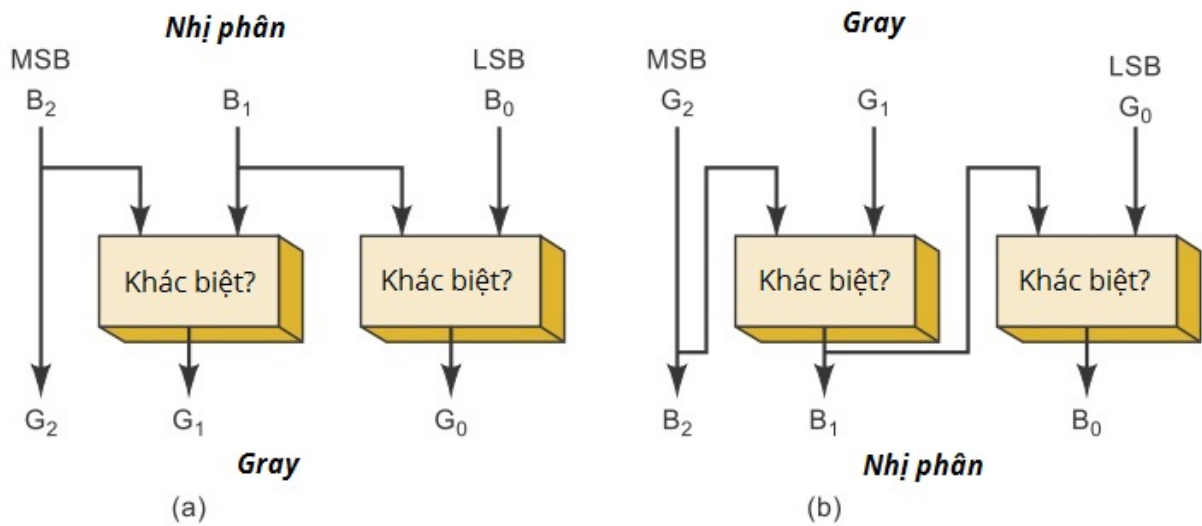 Nhị phân
MSB
LSB
B₂
B₁
B₀
Khác biệt?
Khác biệt?
G₂
G₁
G₀
Gray
(a)
Gray
MSB
LSB
G₂
G₁
G₀
Khác biệt?
Khác biệt?
B₂
B₁
B₀
Nhị phân
(b)